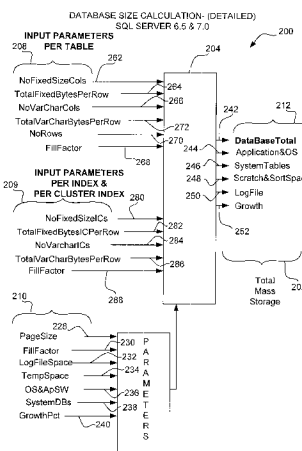 DATABASE SIZE CALCULATION- (DETAILED)
SQL SERVER 6.5 & 7.0
INPUT PARAMETERS
PER TABLE
208
262
204
200
NoFixedSizeCols
264
TotalFixedBytesPerRow
266
NoVarCharCols
TotalVarCharBytesPerRow
272
NoRows
270
FillFactor
268
242
212
DataBaseTotal
244
Application&OS
246
SystemTables
248
Scratch&SortSpac
250
LogFile
Growth
252
INPUT PARAMETERS
PER INDEX &
PER CLUSTER INDEX
209
280
NoFixedSizeICs
282
TotalFixedBytesICPerRow
284
NoVarcharICs
TotalVarCharBytesPerRow
286
FillFactor
288
Total
Mass
Storage
20
210
228
PageSize
230
FillFactor
232
LogFileSpace
234
TempSpace
236
OS&ApSW
238
SystemDBs
GrowthPct
240
PARAMETERS